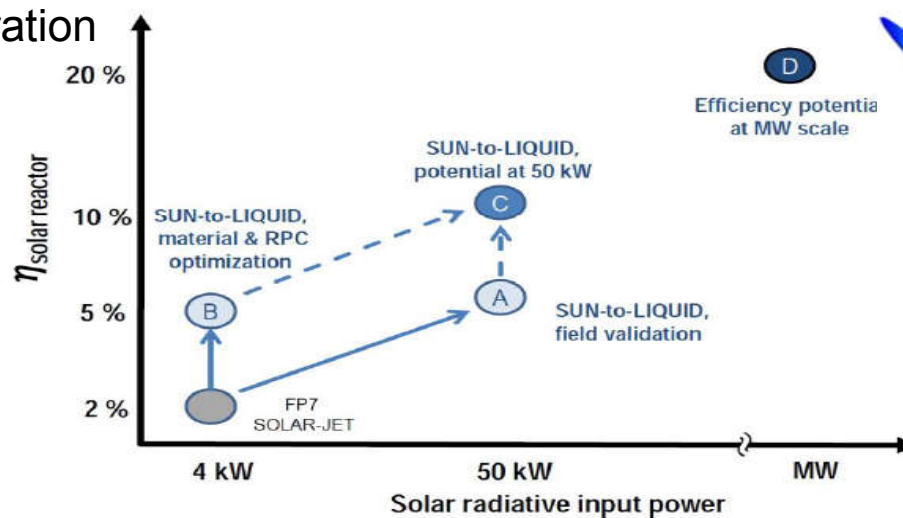 20 %
D
Efficiency potentia
at MW scale
SUN-to-LIQUID,
potential at 50 kW
C
10 %
SUN-to-LIQUID,
material & RPC
optimization
η solar reactor
B
5 %
A
SUN-to-LIQUID,
field validation
2 %
FP7
SOLAR-JET
4 kW
50 kW
MW
Solar radiative input power